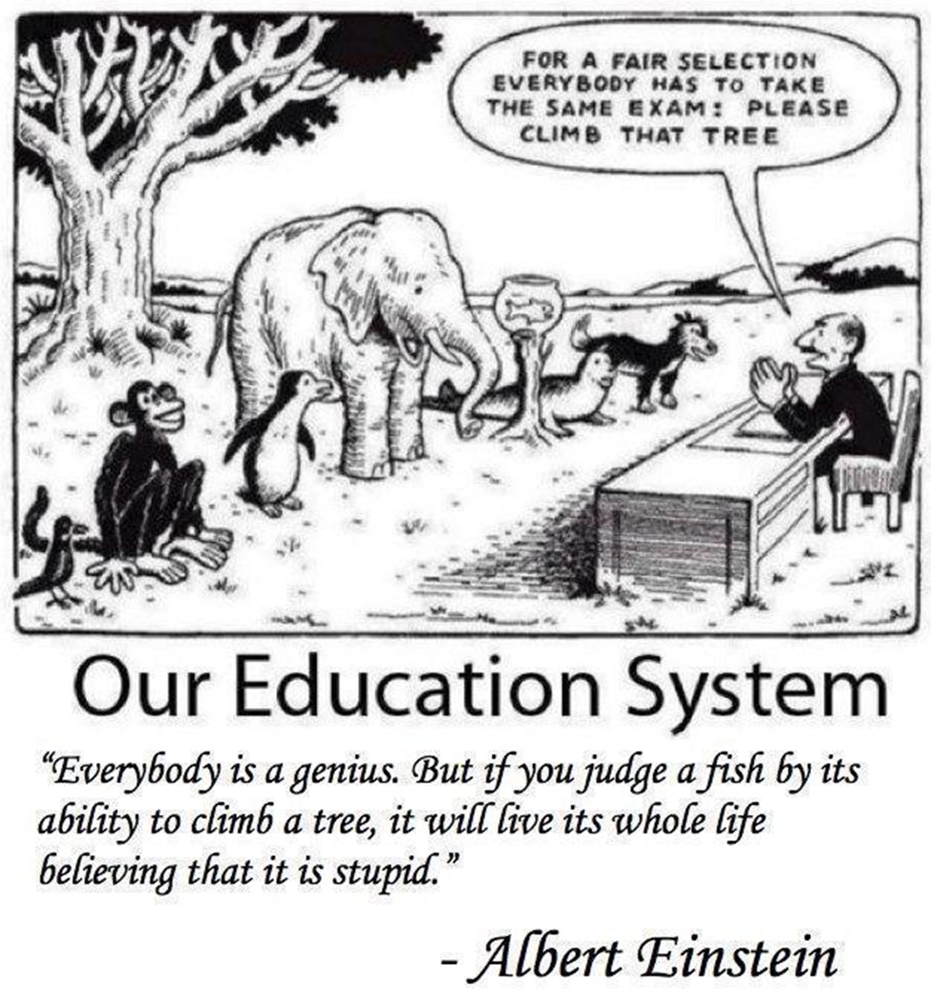 FOR A FAIR SELECTION
EVERYBODY HAS TO TAKE
THE SAME EXAM: PLEASE
CLIMB THAT TREE
Our Education System
“Everybody is a genius. But if you judge a fish by its
ability to climb a tree, it will live its whole life
believing that it is stupid.”
- Albert Einstein